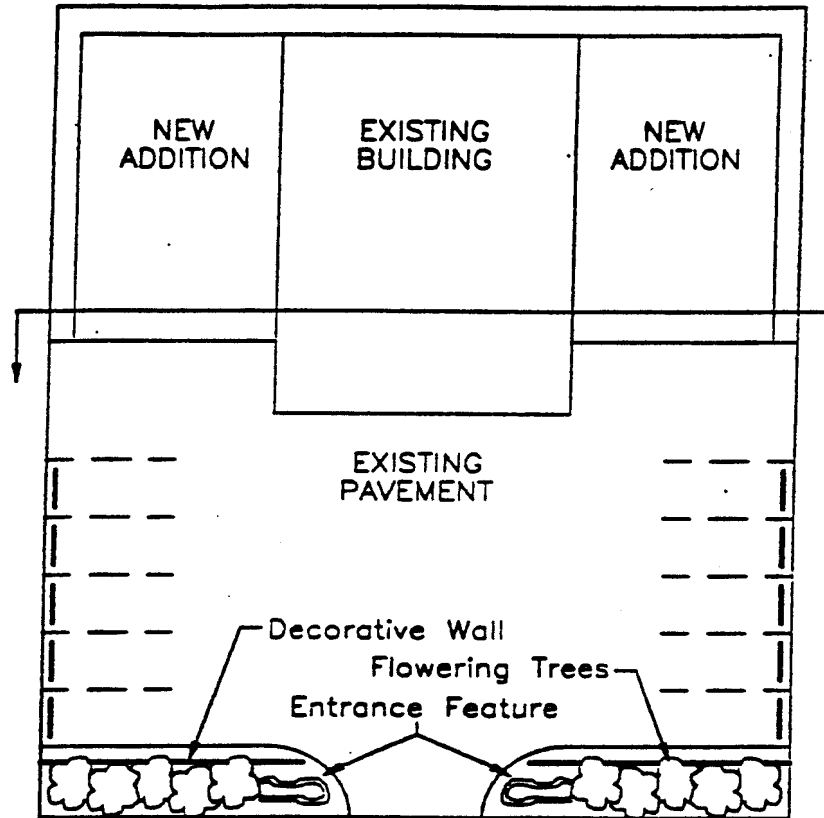 NEW
ADDITION
EXISTING
BUILDING
NEW
ADDITION
EXISTING
PAVEMENT
Decorative Wall
Flowering Trees
Entrance Feature